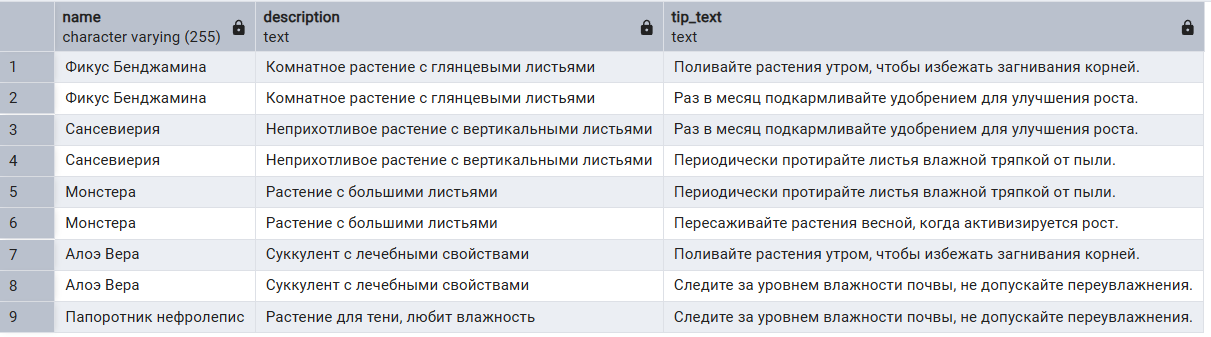 name description tip_text
character varying (255) text text
1 Фикус Бенджамина Комнатное растение с глянцевыми листьями Поливайте растения утром, чтобы избежать загнивания корней.
2 Фикус Бенджамина Комнатное растение с глянцевыми листьями Раз в месяц подкармливайте удобрением для улучшения роста.
3 Сансевиерия Неприхотливое растение с вертикальными листьями Раз в месяц подкармливайте удобрением для улучшения роста.
4 Сансевиерия Неприхотливое растение с вертикальными листьями Периодически протирайте листья влажной тряпкой от пыли.
5 Монстера Растение с большими листьями Периодически протирайте листья влажной тряпкой от пыли.
6 Монстера Растение с большими листьями Пересаживайте растения весной, когда активизируется рост.
7 Алоэ Вера Суккулент с лечебными свойствами Поливайте растения утром, чтобы избежать загнивания корней.
8 Алоэ Вера Суккулент с лечебными свойствами Следите за уровнем влажности почвы, не допускайте переувлажнения.
9 Папоротник нефролепис Растение для тени, любит влажность Следите за уровнем влажности почвы, не допускайте переувлажнения.